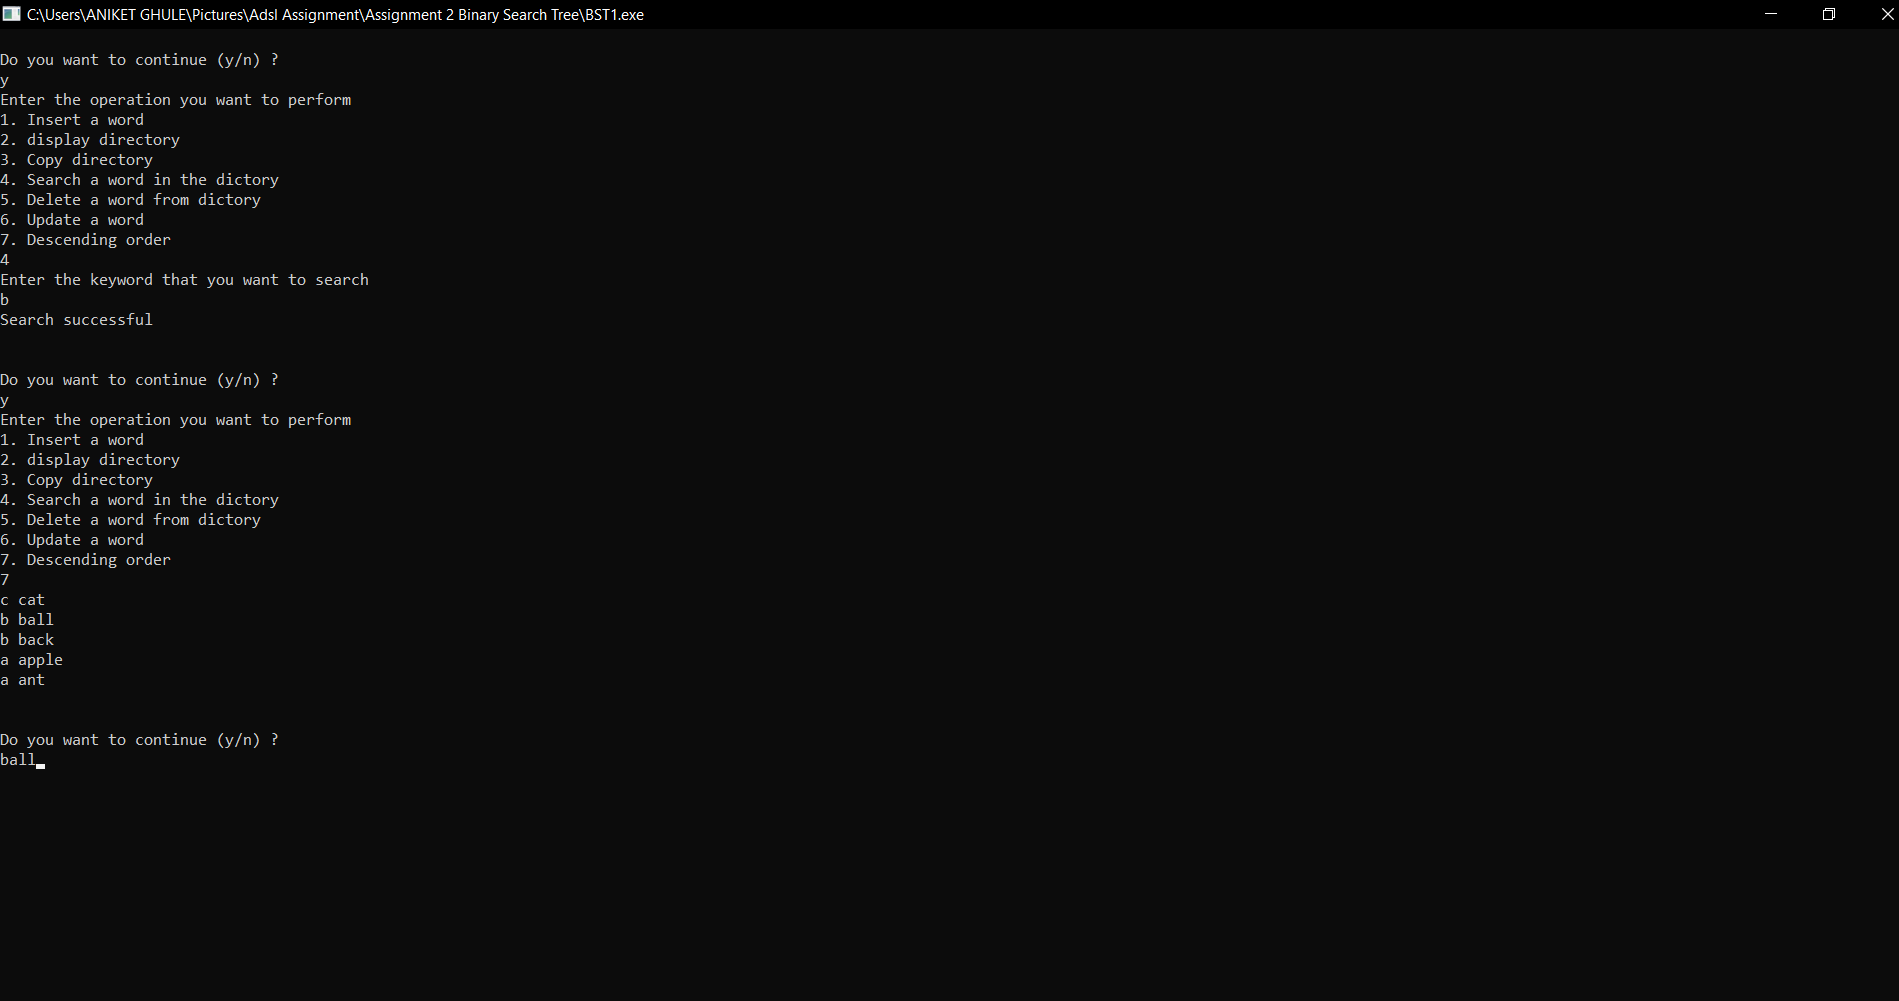 C:\Users\ANIKET GHULE\Pictures\Adsl Assignment\Assignment 2 Binary Search Tree\BST1.exe
Do you want to continue (y/n) ?
y
Enter the operation you want to perform
1. Insert a word
2. display directory
3. Copy directory
4. Search a word in the dictory
5. Delete a word from dictory
6. Update a word
7. Descending order
4
Enter the keyword that you want to search
b
Search successful
Do you want to continue (y/n) ?
y
Enter the operation you want to perform
1. Insert a word
2. display directory
3. Copy directory
4. Search a word in the dictory
5. Delete a word from dictory
6. Update a word
7. Descending order
7
c cat
b ball
b back
a apple
a ant
Do you want to continue (y/n) ?
ball